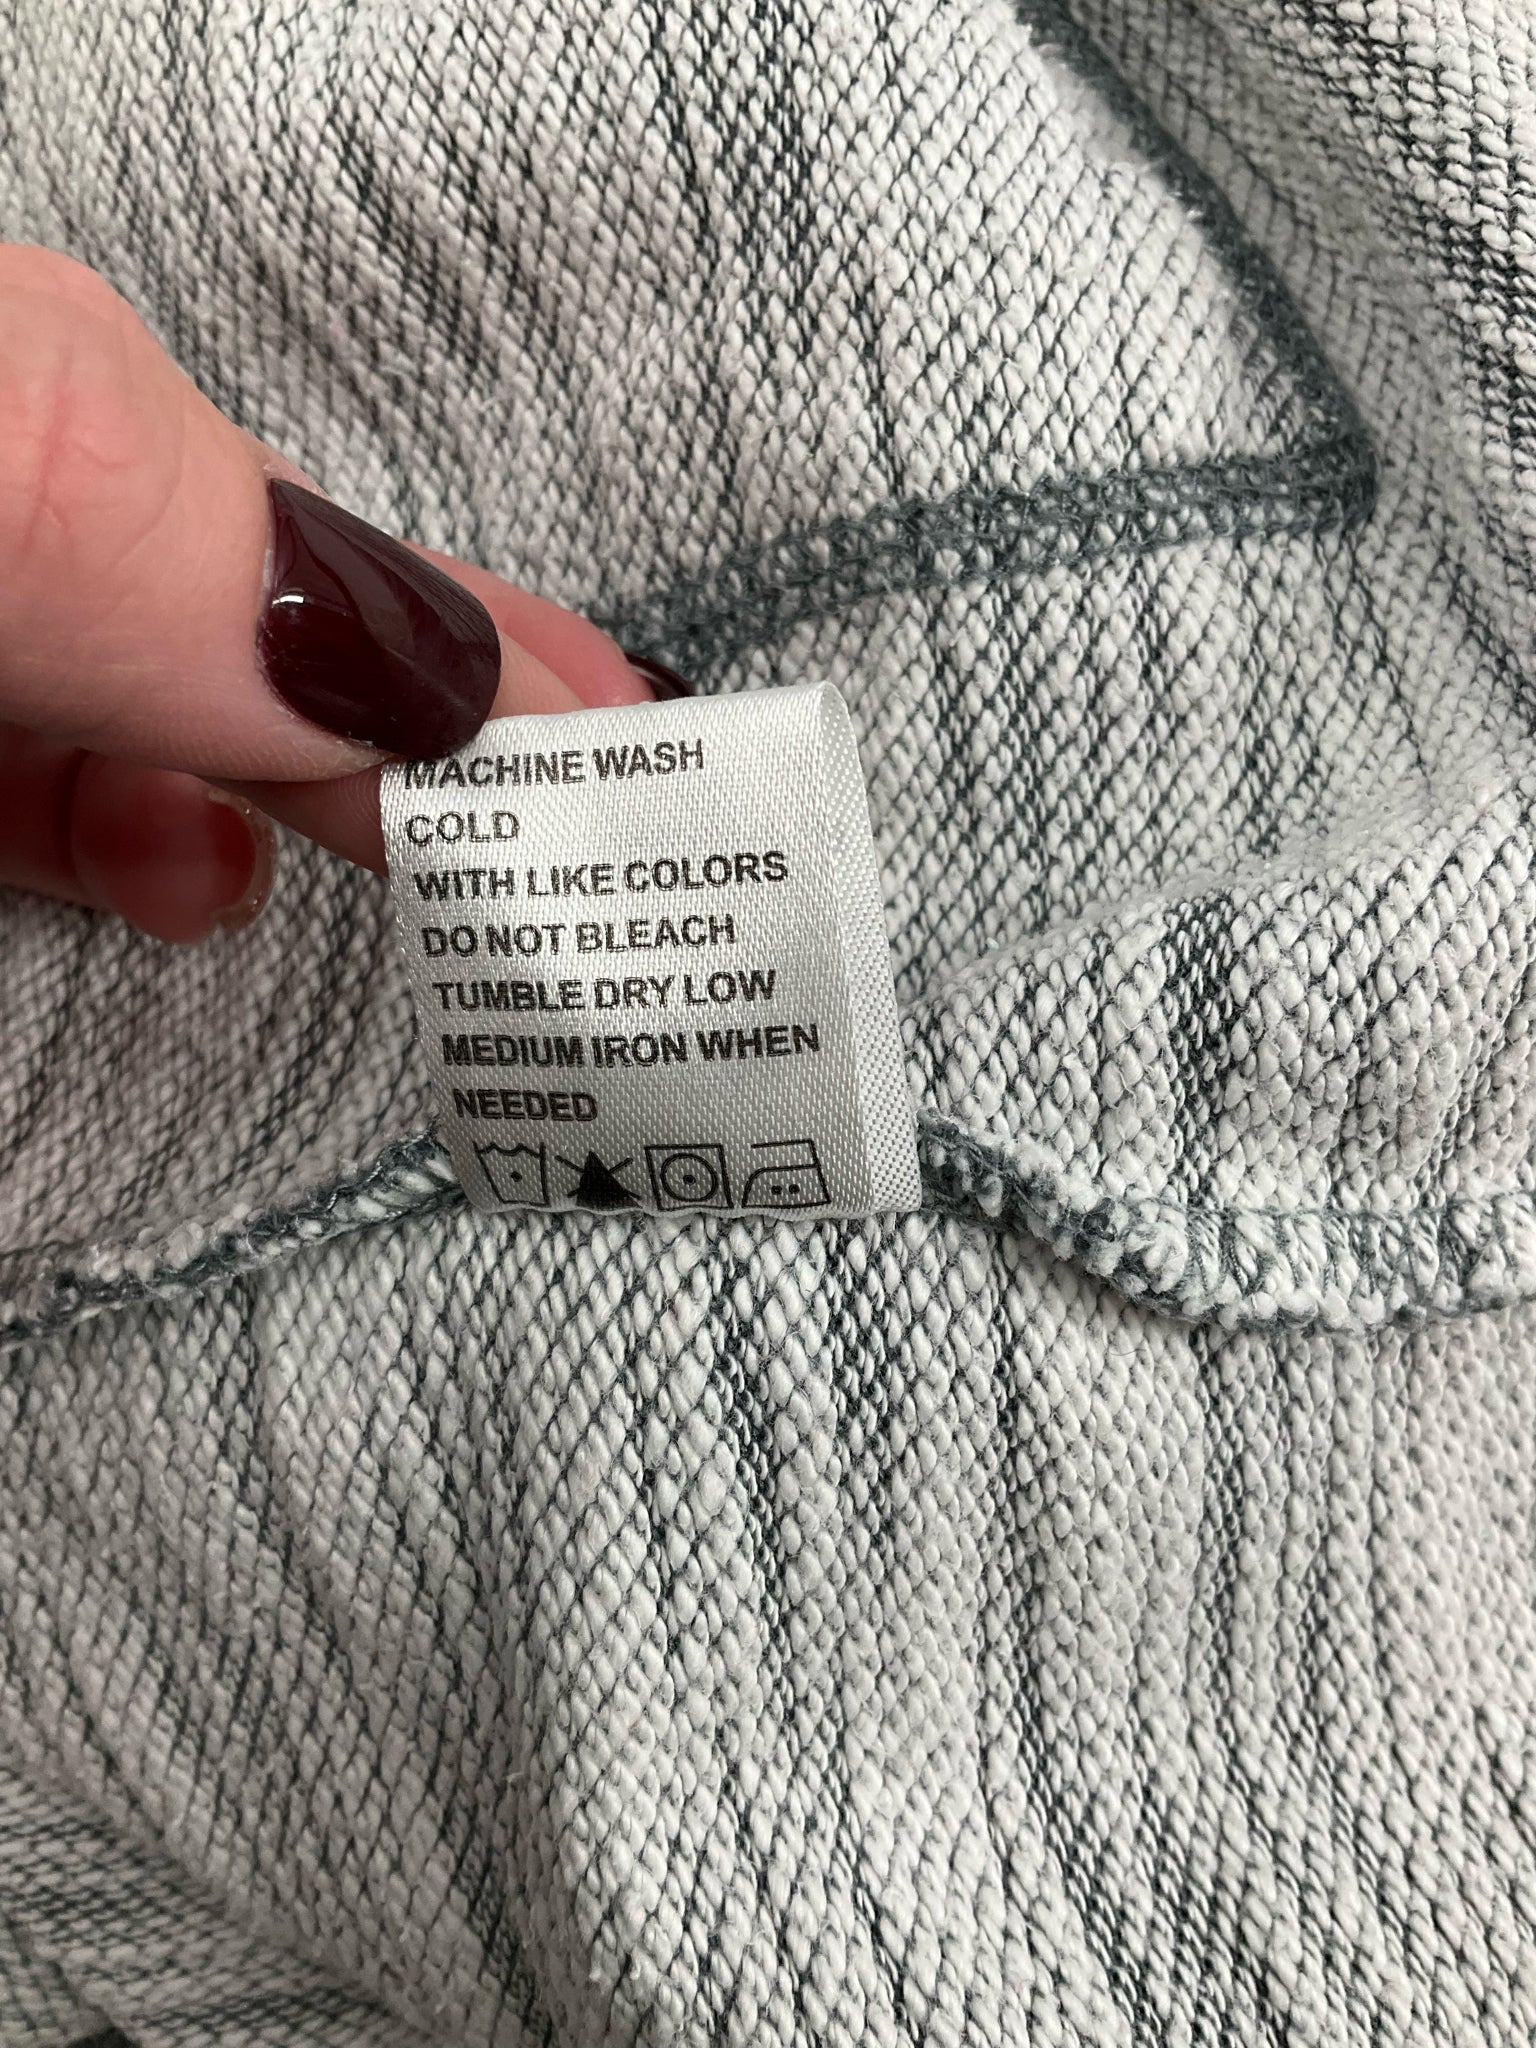 MACHINE WASH
COLD
WITH LIKE COLORS
DO NOT BLEACH
TUMBLE DRY LOW
MEDIUM IRON WHEN
NEEDED